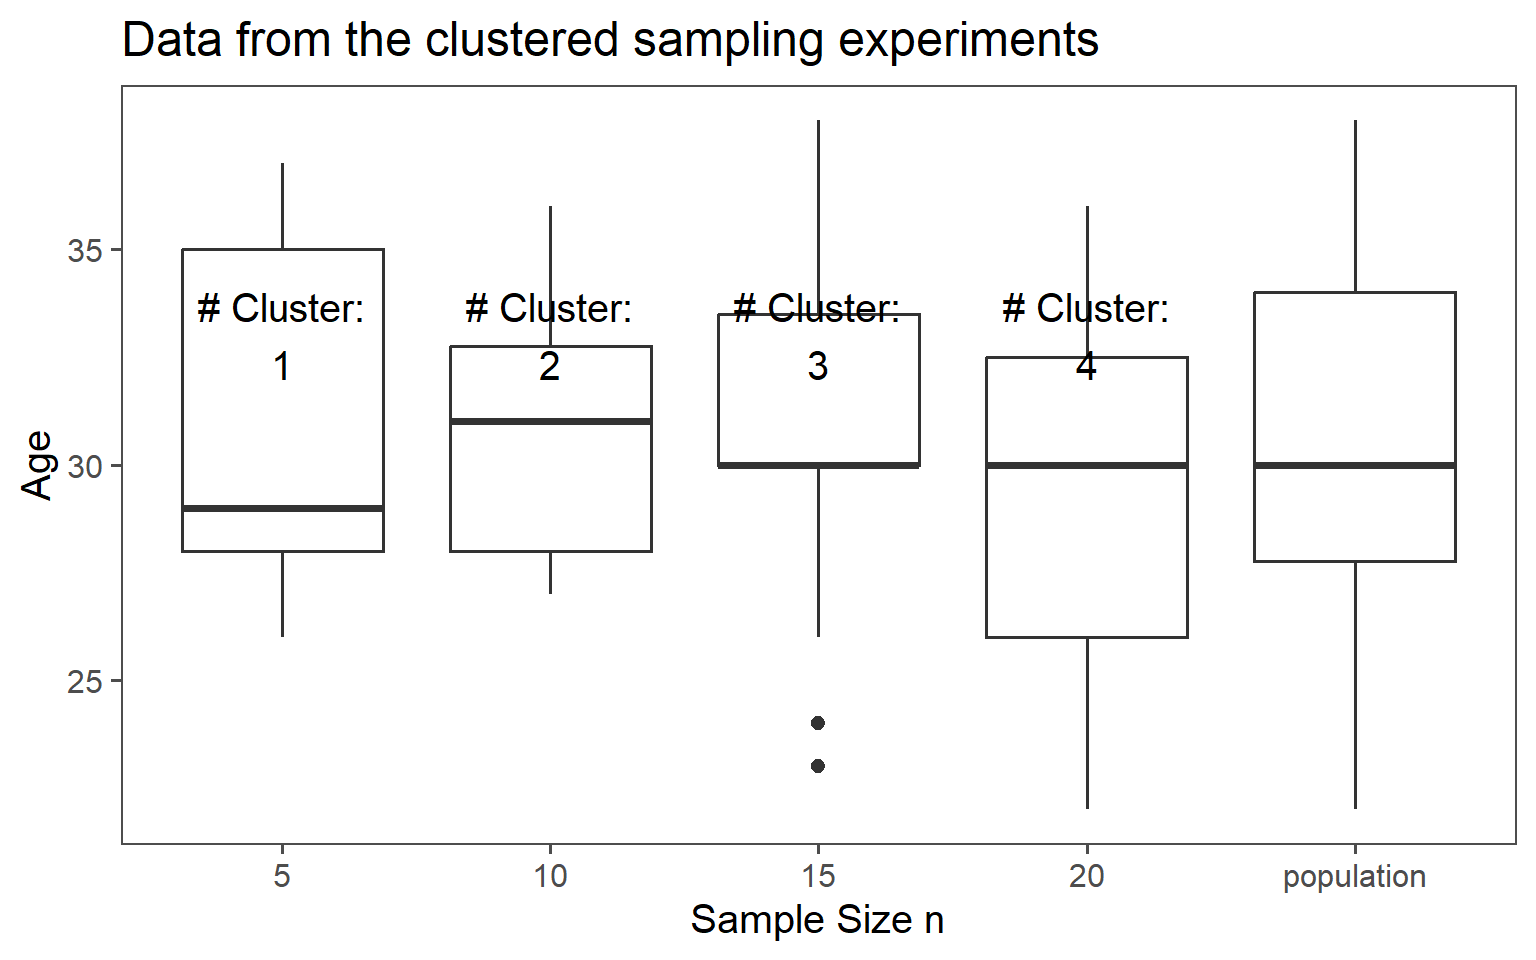 Data from the clustered sampling experiments
Age
35
30
25
# Cluster:
1
# Cluster:
2
# Cluster:
3
# Cluster:
4
5
10
15
20
population
Sample Size n